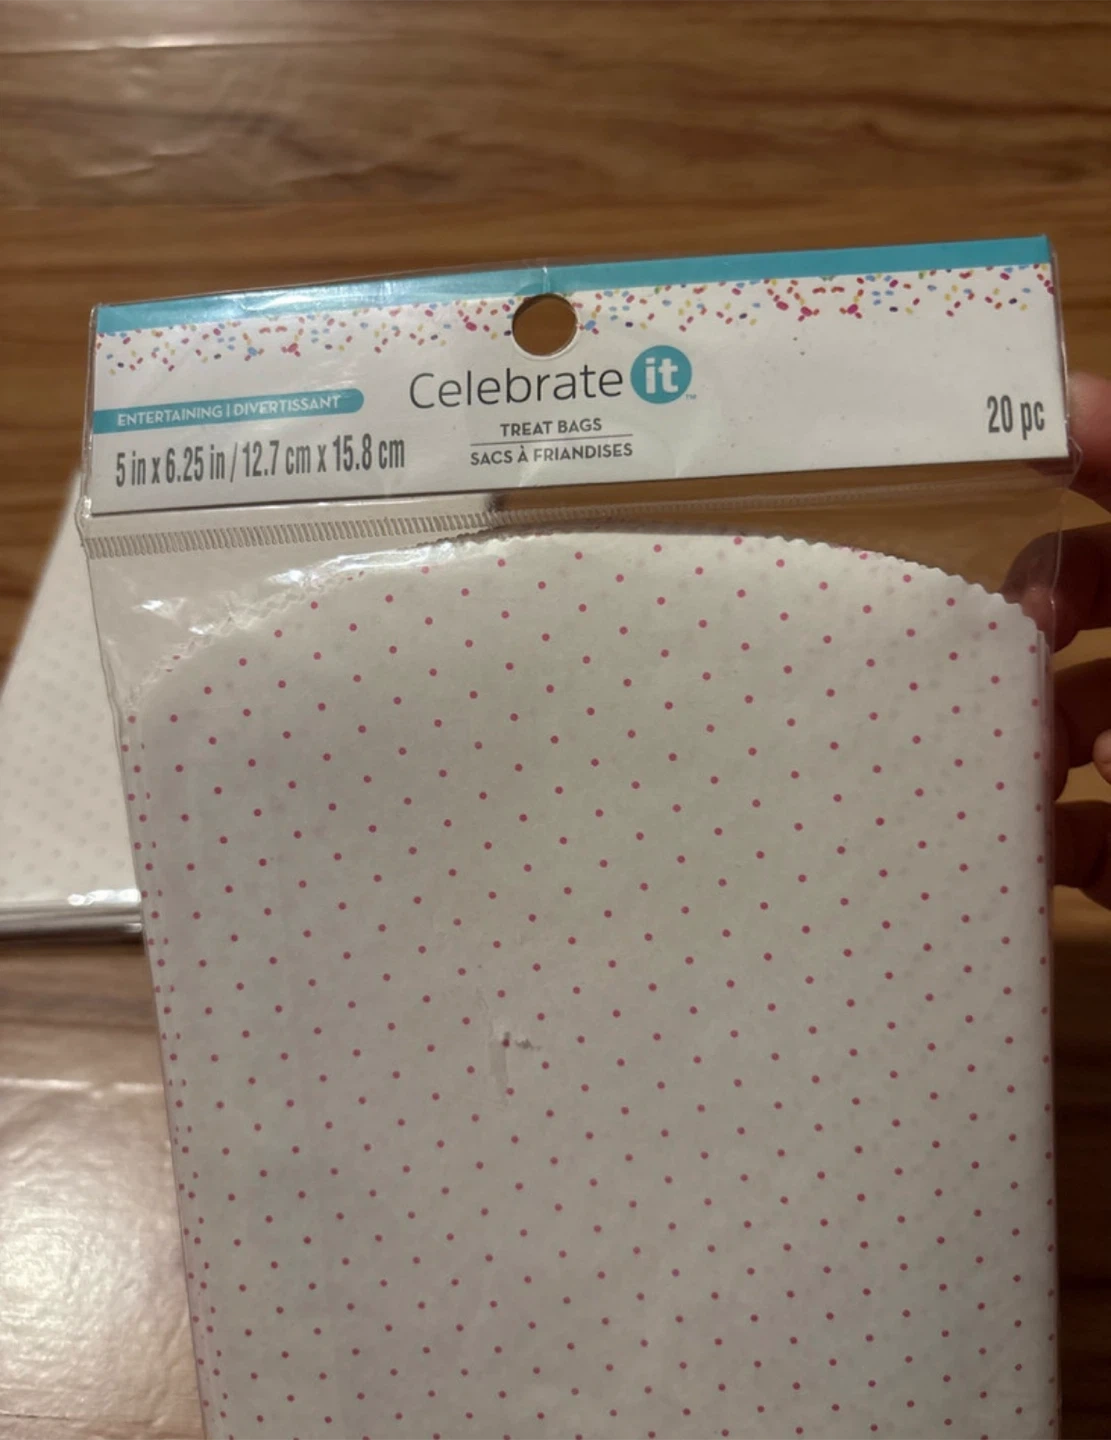 Celebrate it™
ENTERTAINING | DIVERTISSANT
TREAT BAGS
20 pc
5 in x 6.25 in / 12.7 cm x 15.8 cm
SACS À FRIANDISES